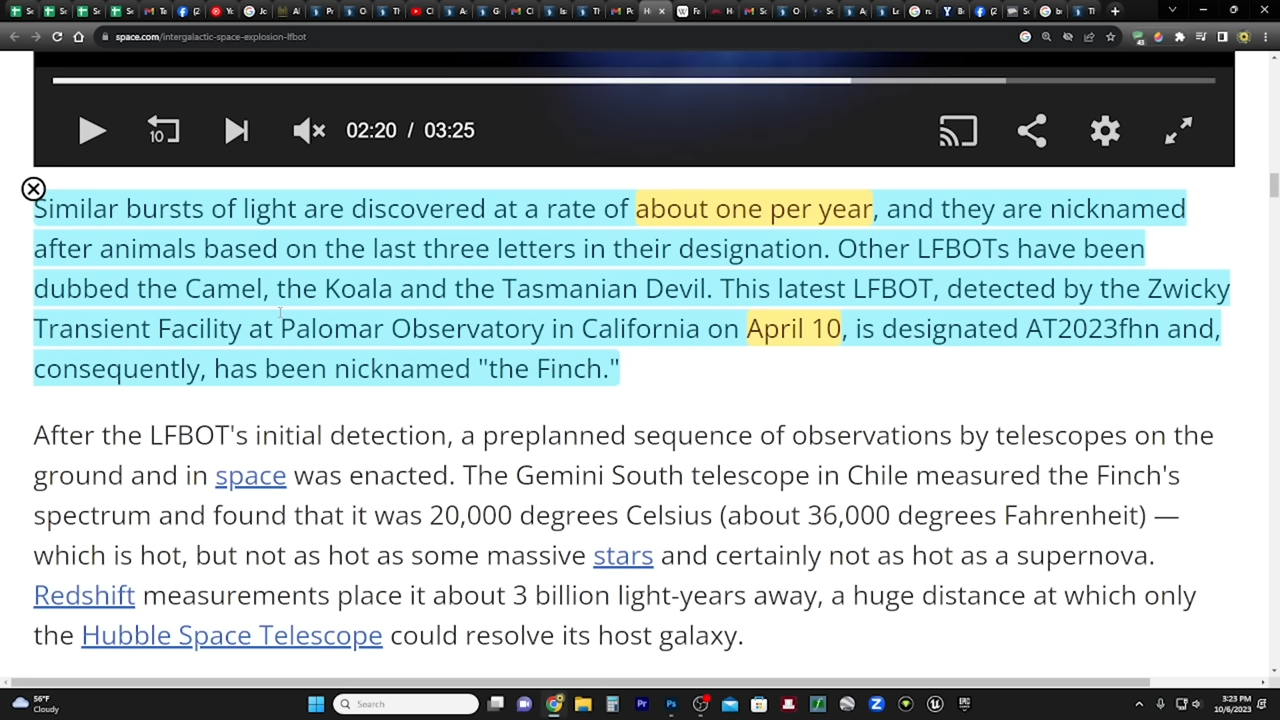 space.com/intergalactic-space-explosion-lfbot
10
02:20 / 03:25
Similar bursts of light are discovered at a rate of about one per year, and they are nicknamed
after animals based on the last three letters in their designation. Other LFBOTs have been
dubbed the Camel, the Koala and the Tasmanian Devil. This latest LFBOT, detected by the Zwicky
Transient Facility at Palomar Observatory in California on April 10, is designated AT2023fhn and,
consequently, has been nicknamed "the Finch."
After the LFBOT's initial detection, a preplanned sequence of observations by telescopes on the
ground and in space was enacted. The Gemini South telescope in Chile measured the Finch's
spectrum and found that it was 20,000 degrees Celsius (about 36,000 degrees Fahrenheit) —
which is hot, but not as hot as some massive stars and certainly not as hot as a supernova.
Redshift measurements place it about 3 billion light-years away, a huge distance at which only
the Hubble Space Telescope could resolve its host galaxy.
56°F
Cloudy
Search
3:23 PM
10/6/2023